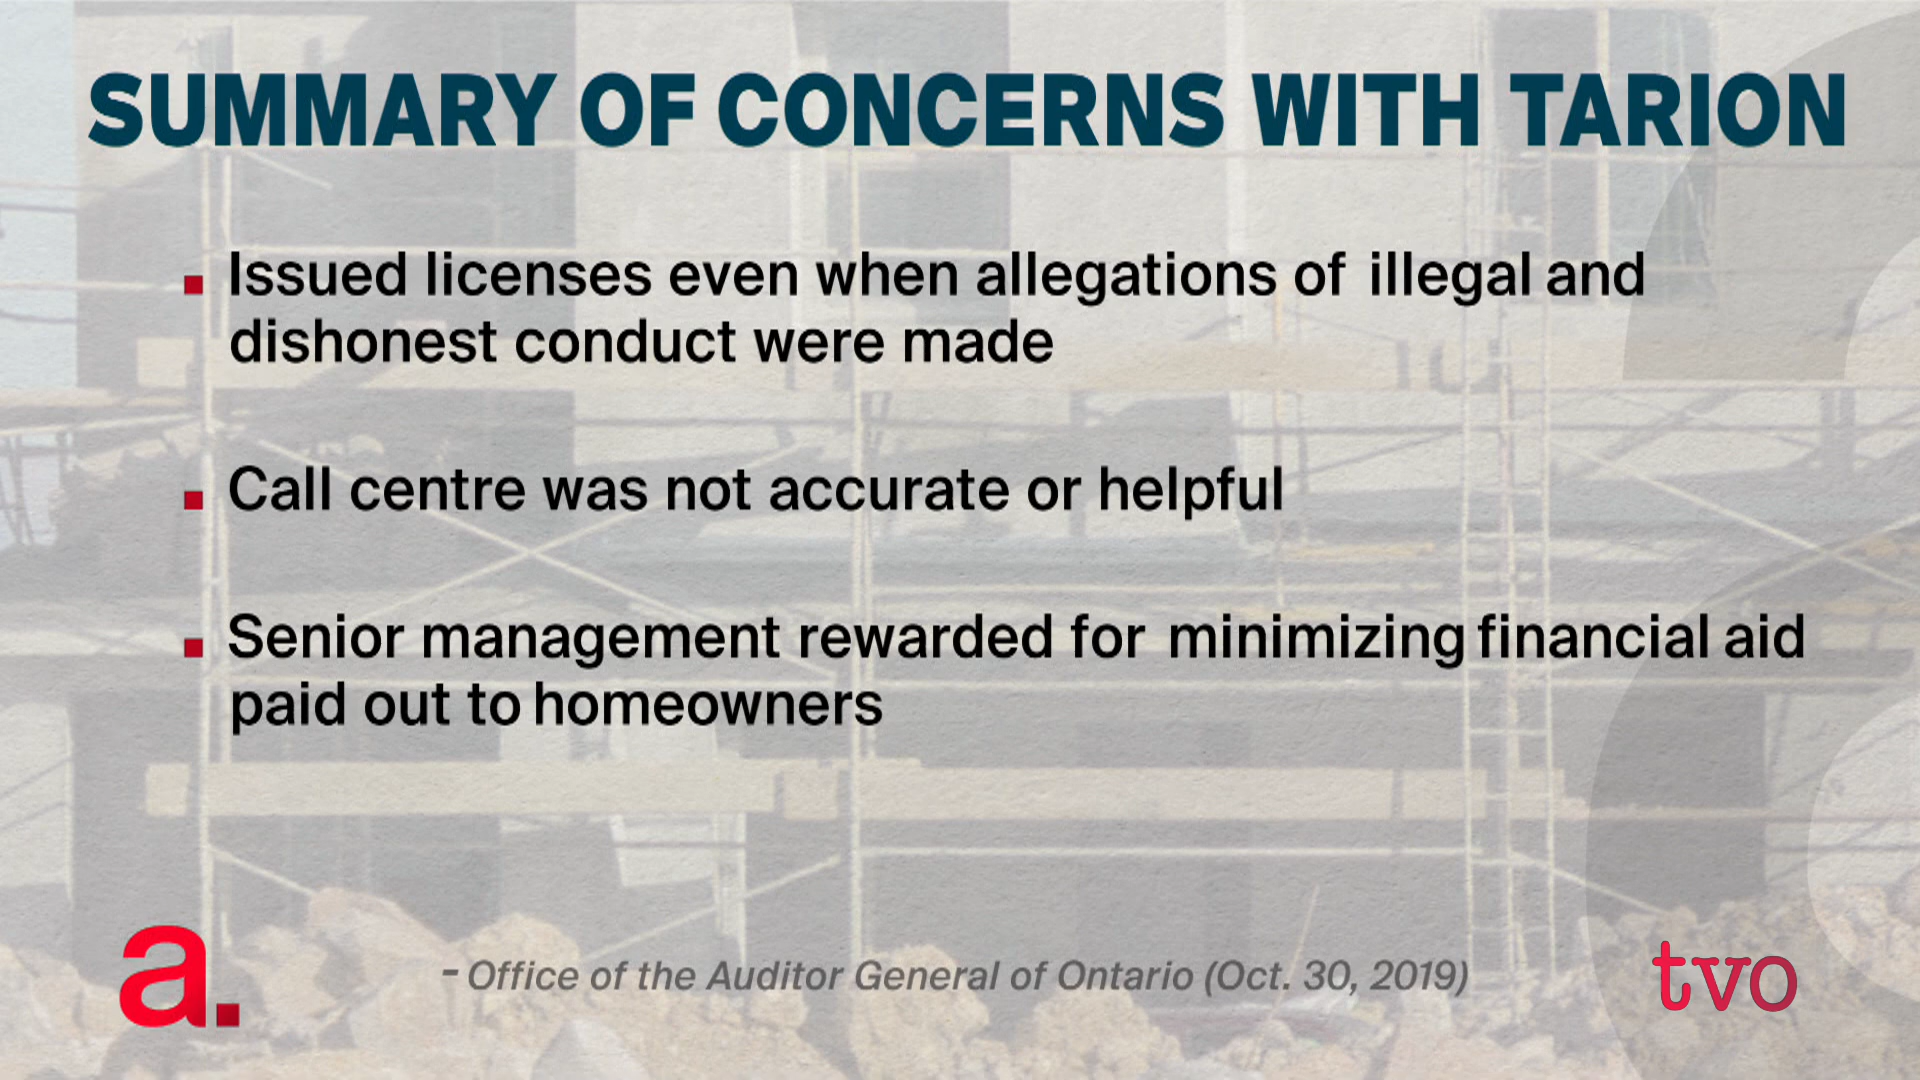 SUMMARY OF CONCERNS WITH TARION
Issued licenses even when allegations of illegal and
dishonest conduct were made
Call centre was not accurate or helpful
Senior management rewarded for minimizing financial aid
paid out to homeowners
a.
- Office of the Auditor General of Ontario (Oct. 30, 2019)
tvo